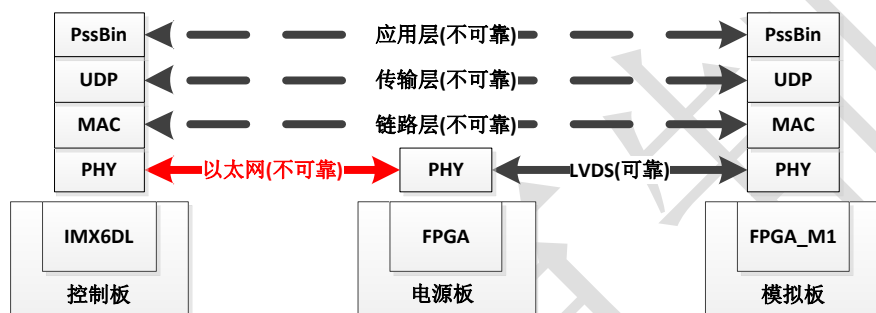 PssBin 应用层(不可靠) PssBin
UDP 传输层(不可靠) UDP
MAC 链路层(不可靠) MAC
PHY 以太网(不可靠) PHY LVDS(可靠) PHY
IMX6DL FPGA FPGA_M1
控制板 电源板 模拟板